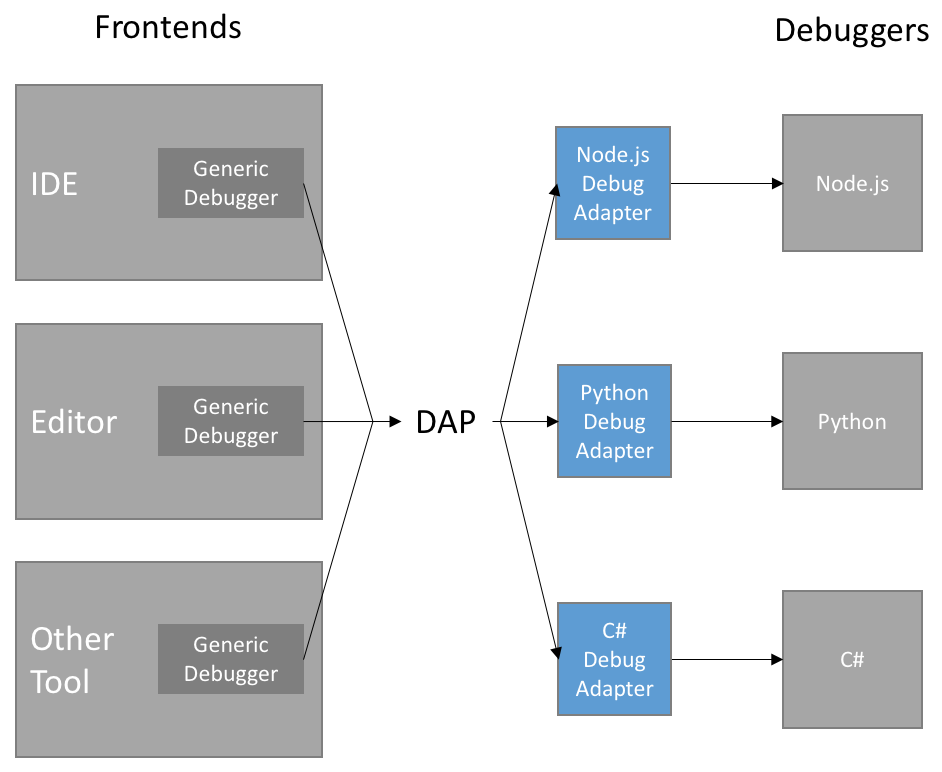 Frontends
Debuggers
IDE
Generic
Debugger
Node.js
Debug
Adapter
Node.js
Editor
Generic
Debugger
DAP
Python
Debug
Adapter
Python
Other
Tool
Generic
Debugger
C#
Debug
Adapter
C#